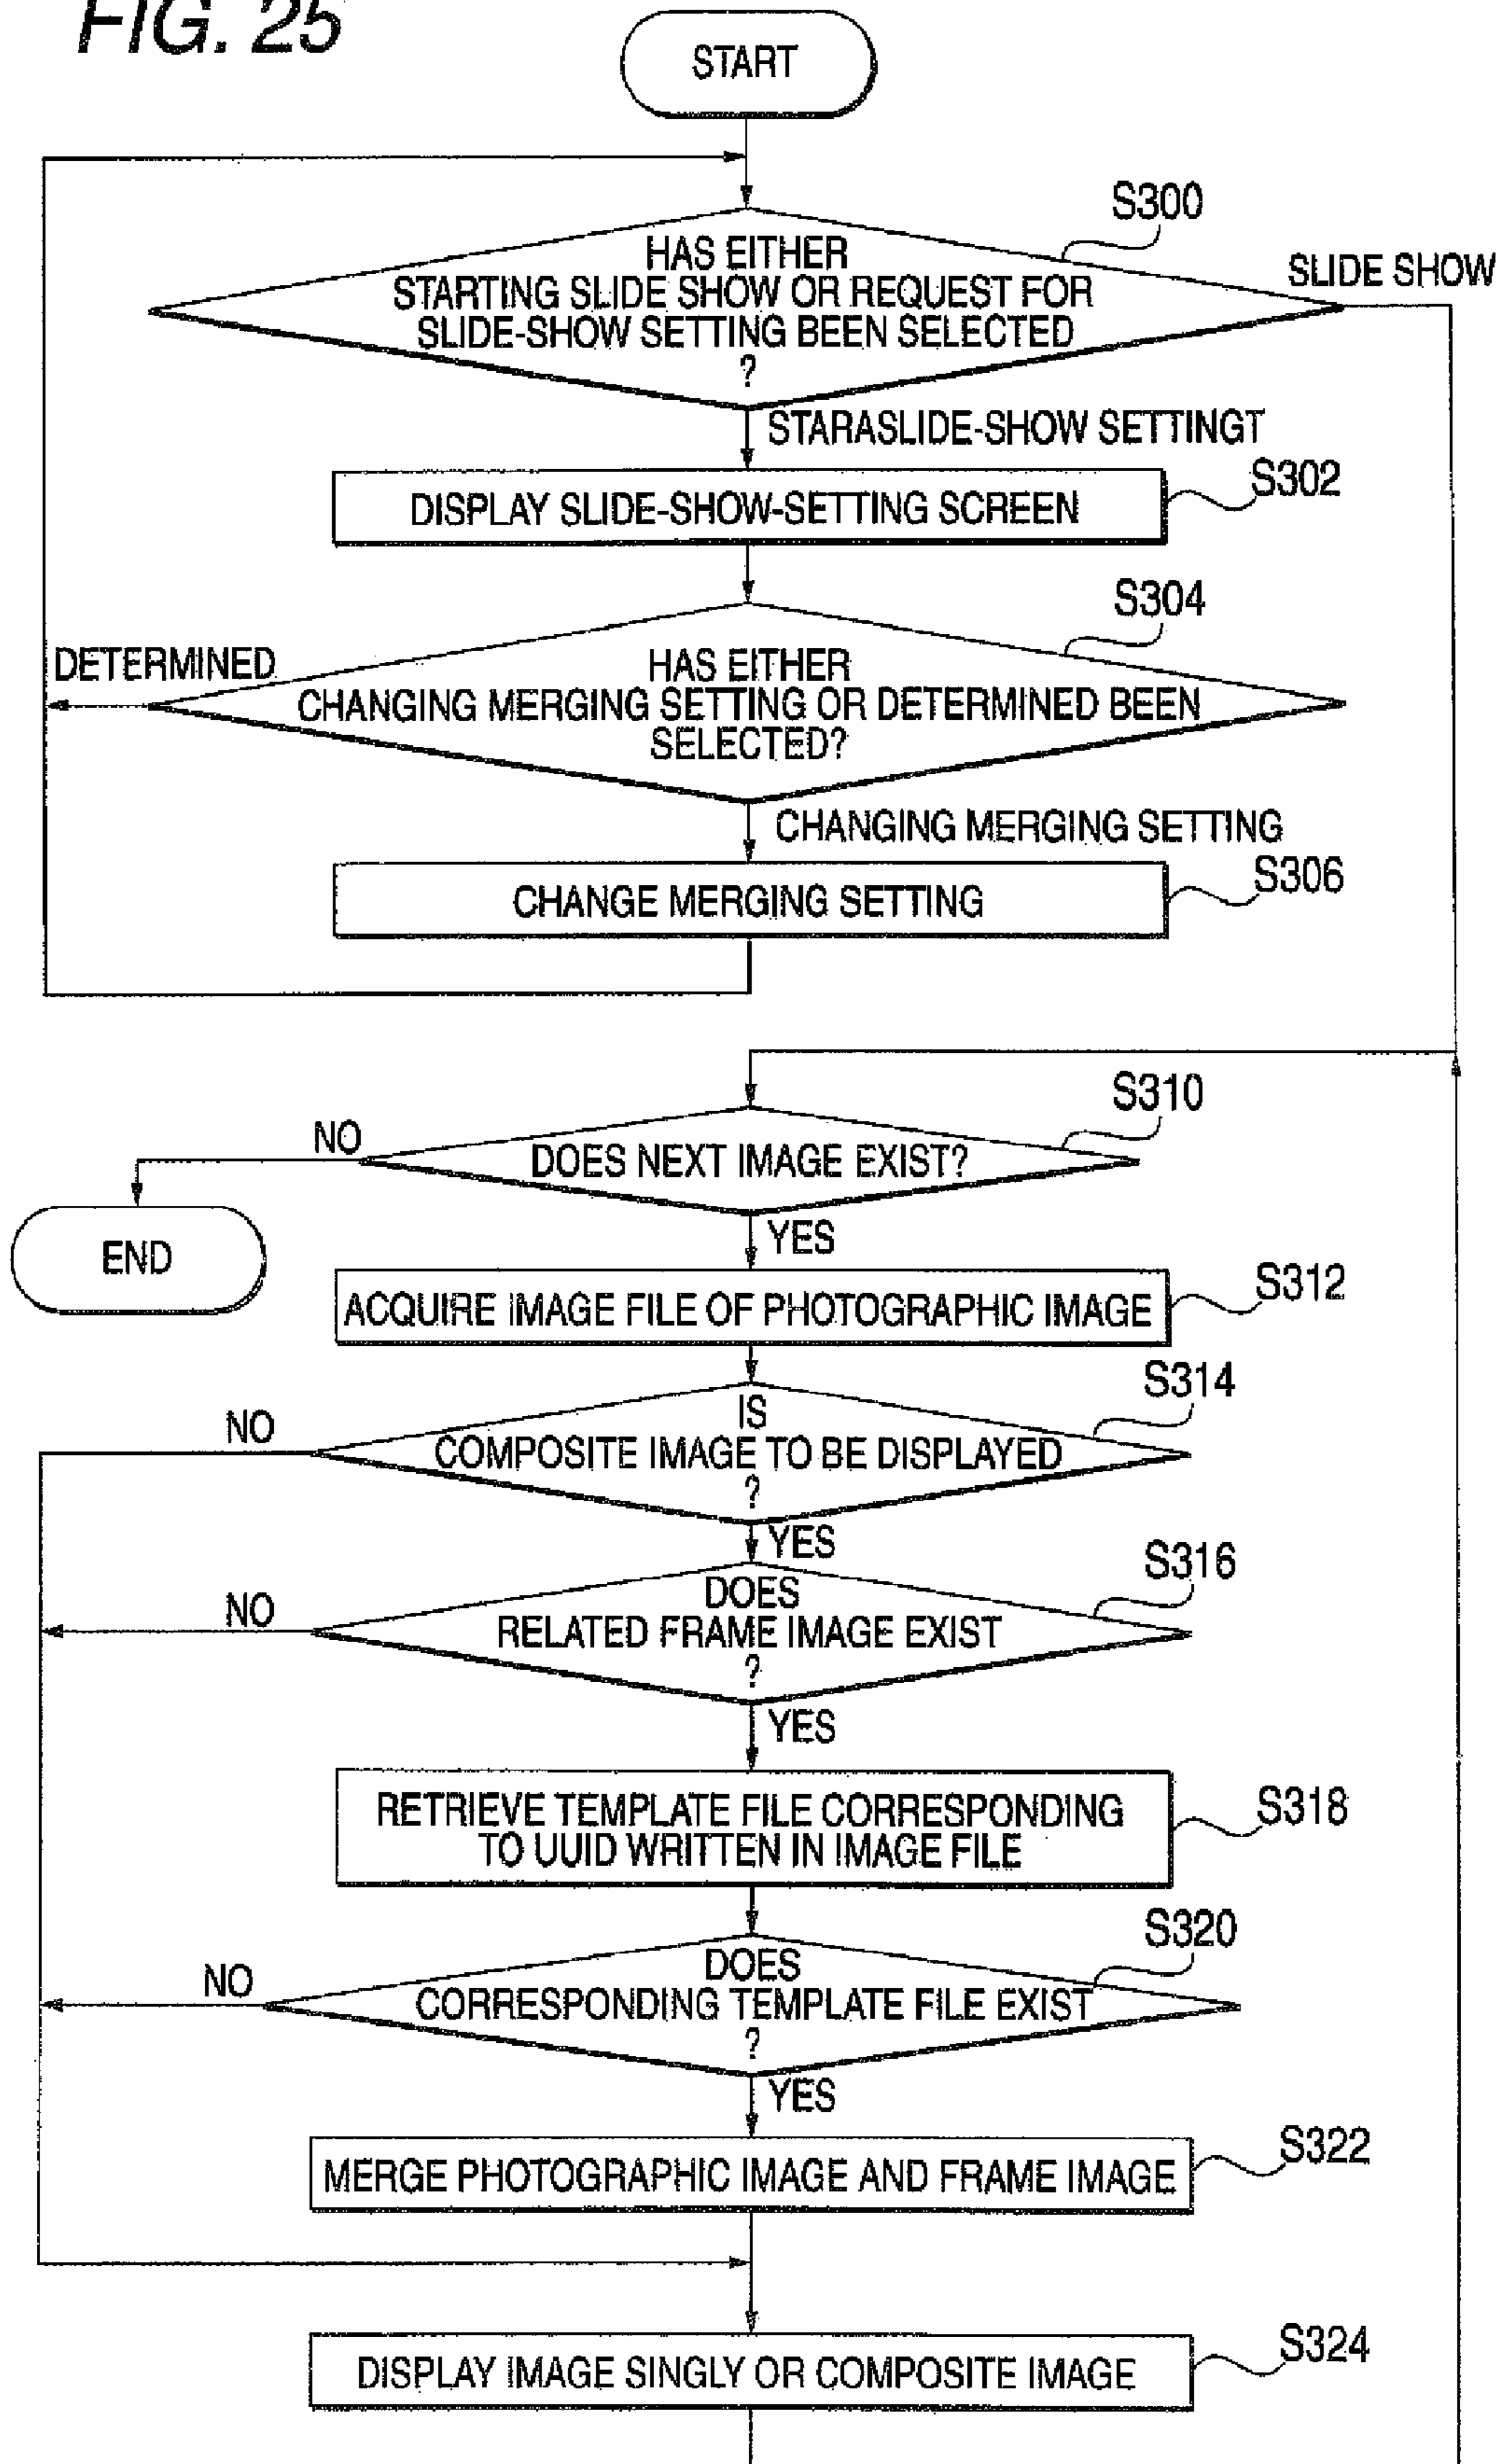 FIG. 25
START
S300
HAS EITHER
STARTING SLIDE SHOW OR REQUEST FOR
SLIDE-SHOW SETTING BEEN SELECTED
?
SLIDE SHOW
STARASLIDE-SHOW SETTINGT
S302
DISPLAY SLIDE-SHOW-SETTING SCREEN
S304
DETERMINED
HAS EITHER
CHANGING MERGING SETTING OR DETERMINED BEEN
SELECTED?
CHANGING MERGING SETTING
S306
CHANGE MERGING SETTING
S310
NO
DOES NEXT IMAGE EXIST?
END
YES
S312
ACQUIRE IMAGE FILE OF PHOTOGRAPHIC IMAGE
S314
NO
IS
COMPOSITE IMAGE TO BE DISPLAYED
?
YES
S316
NO
DOES
RELATED FRAME IMAGE EXIST
?
YES
S318
RETRIEVE TEMPLATE FILE CORRESPONDING
TO UUID WRITTEN IN IMAGE FILE
S320
NO
DOES
CORRESPONDING TEMPLATE FILE EXIST
?
YES
S322
MERGE PHOTOGRAPHIC IMAGE AND FRAME IMAGE
S324
DISPLAY IMAGE SINGLY OR COMPOSITE IMAGE